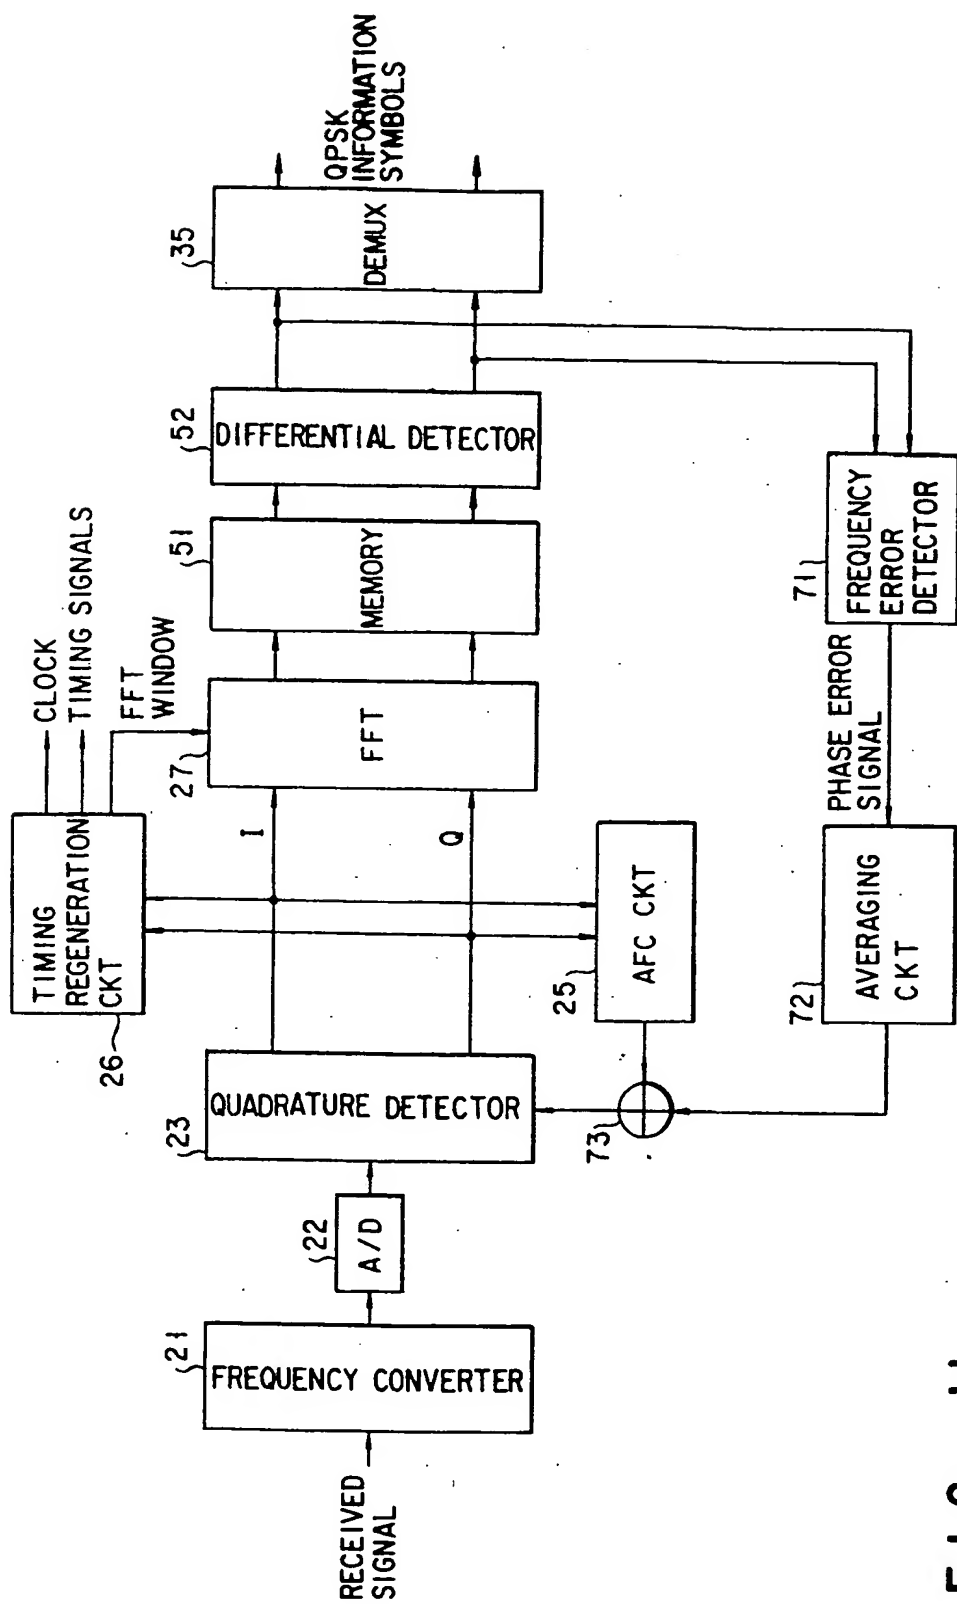 RECEIVED
SIGNAL
21
FREQUENCY CONVERTER
22
A/D
23
QUADRATURE DETECTOR
26
TIMING
REGENERATION
CKT
CLOCK
TIMING SIGNALS
FFT
WINDOW
I
Q
27
FFT
51
MEMORY
52
DIFFERENTIAL DETECTOR
35
DEMUX
QPSK
INFORMATION
SYMBOLS
73
25
AFC CKT
72
AVERAGING
CKT
PHASE ERROR
SIGNAL
71
FREQUENCY
ERROR
DETECTOR